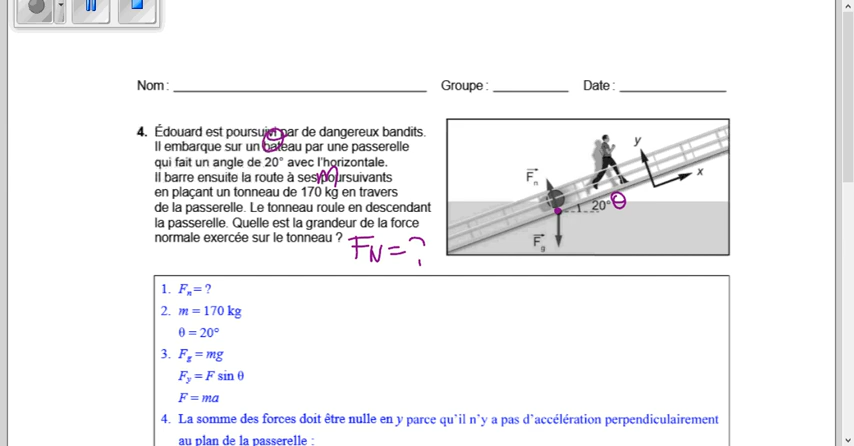 Nom : Groupe : Date :
4. Édouard est poursuivi par de dangereux bandits.
θ
Il embarque sur un bateau par une passerelle
qui fait un angle de 20° avec l'horizontale.
Il barre ensuite la route à ses poursuivants
m
en plaçant un tonneau de 170 kg en travers
de la passerelle. Le tonneau roule en descendant
la passerelle. Quelle est la grandeur de la force
normale exercée sur le tonneau ?
FN = ?
y
x
Fn
20° θ
Fg
1. Fn = ?
2. m = 170 kg
θ = 20°
3. Fg = mg
Fy = F sin θ
F = ma
4. La somme des forces doit être nulle en y parce qu'il n'y a pas d'accélération perpendiculairement
au plan de la passerelle :